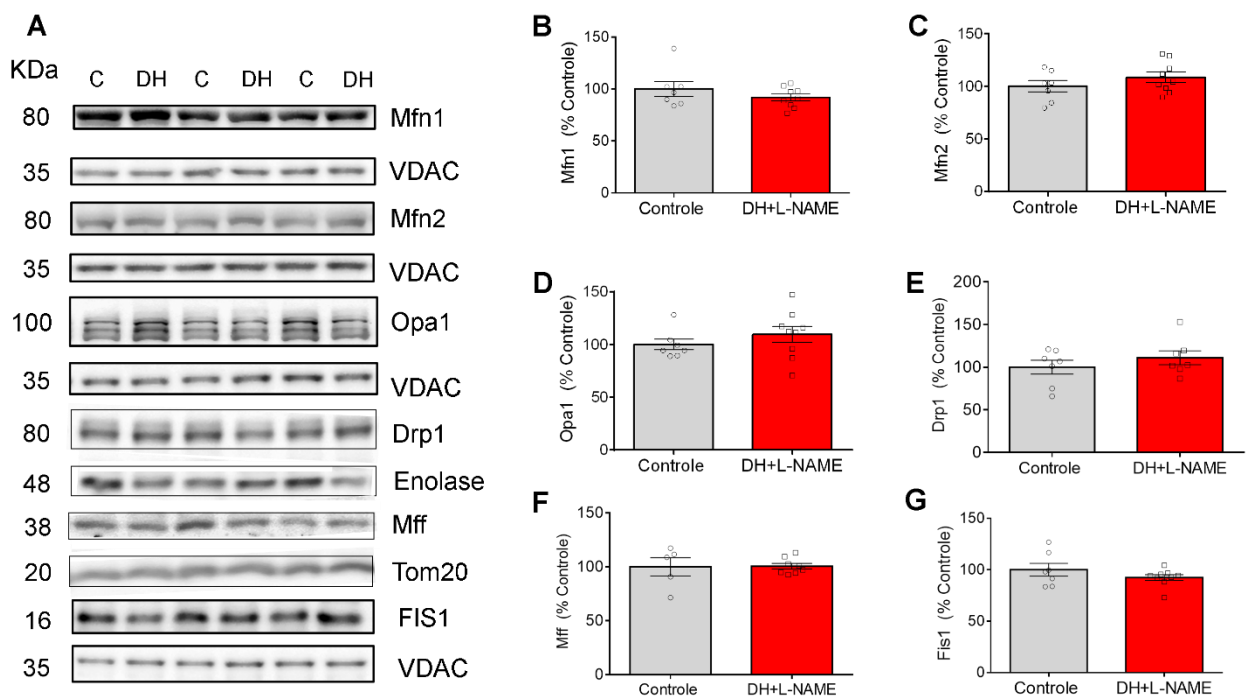 A
KDa C DH C DH C DH
80 Mfn1
35 VDAC
80 Mfn2
35 VDAC
100 Opa1
35 VDAC
80 Drp1
48 Enolase
38 Mff
20 Tom20
16 FIS1
35 VDAC
B
Mfn1 (% Controle)
150
100
50
0
Controle DH+L-NAME
C
Mfn2 (% Controle)
150
100
50
0
Controle DH+L-NAME
D
Opa1 (% Controle)
150
100
50
0
Controle DH+L-NAME
E
Drp1 (% Controle)
200
150
100
50
0
Controle DH+L-NAME
F
Mff (% Controle)
150
100
50
0
Controle DH+L-NAME
G
Fis1 (% Controle)
150
100
50
0
Controle DH+L-NAME